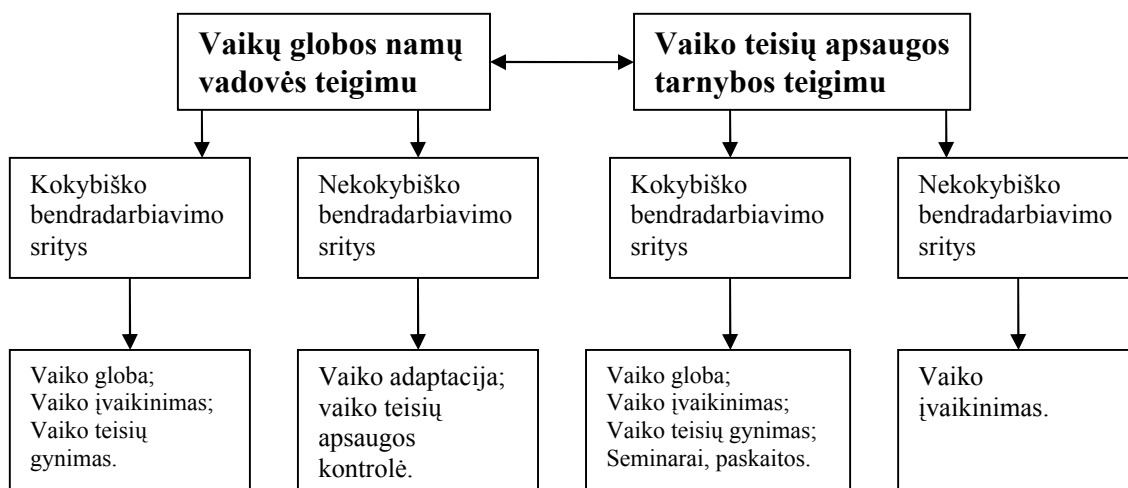 Vaikų globos namų
vadovės teigimu
Vaiko teisių apsaugos
tarnybos teigimu
Kokybiško
bendradarbiavimo
sritys
Nekokybiško
bendradarbiavimo
sritys
Kokybiško
bendradarbiavimo
sritys
Nekokybiško
bendradarbiavimo
sritys
Vaiko globa;
Vaiko įvaikinimas;
Vaiko teisių
gynimas.
Vaiko adaptacija;
vaiko teisių
apsaugos
kontrolė.
Vaiko globa;
Vaiko įvaikinimas;
Vaiko teisių gynimas;
Seminarai, paskaitos.
Vaiko
įvaikinimas.